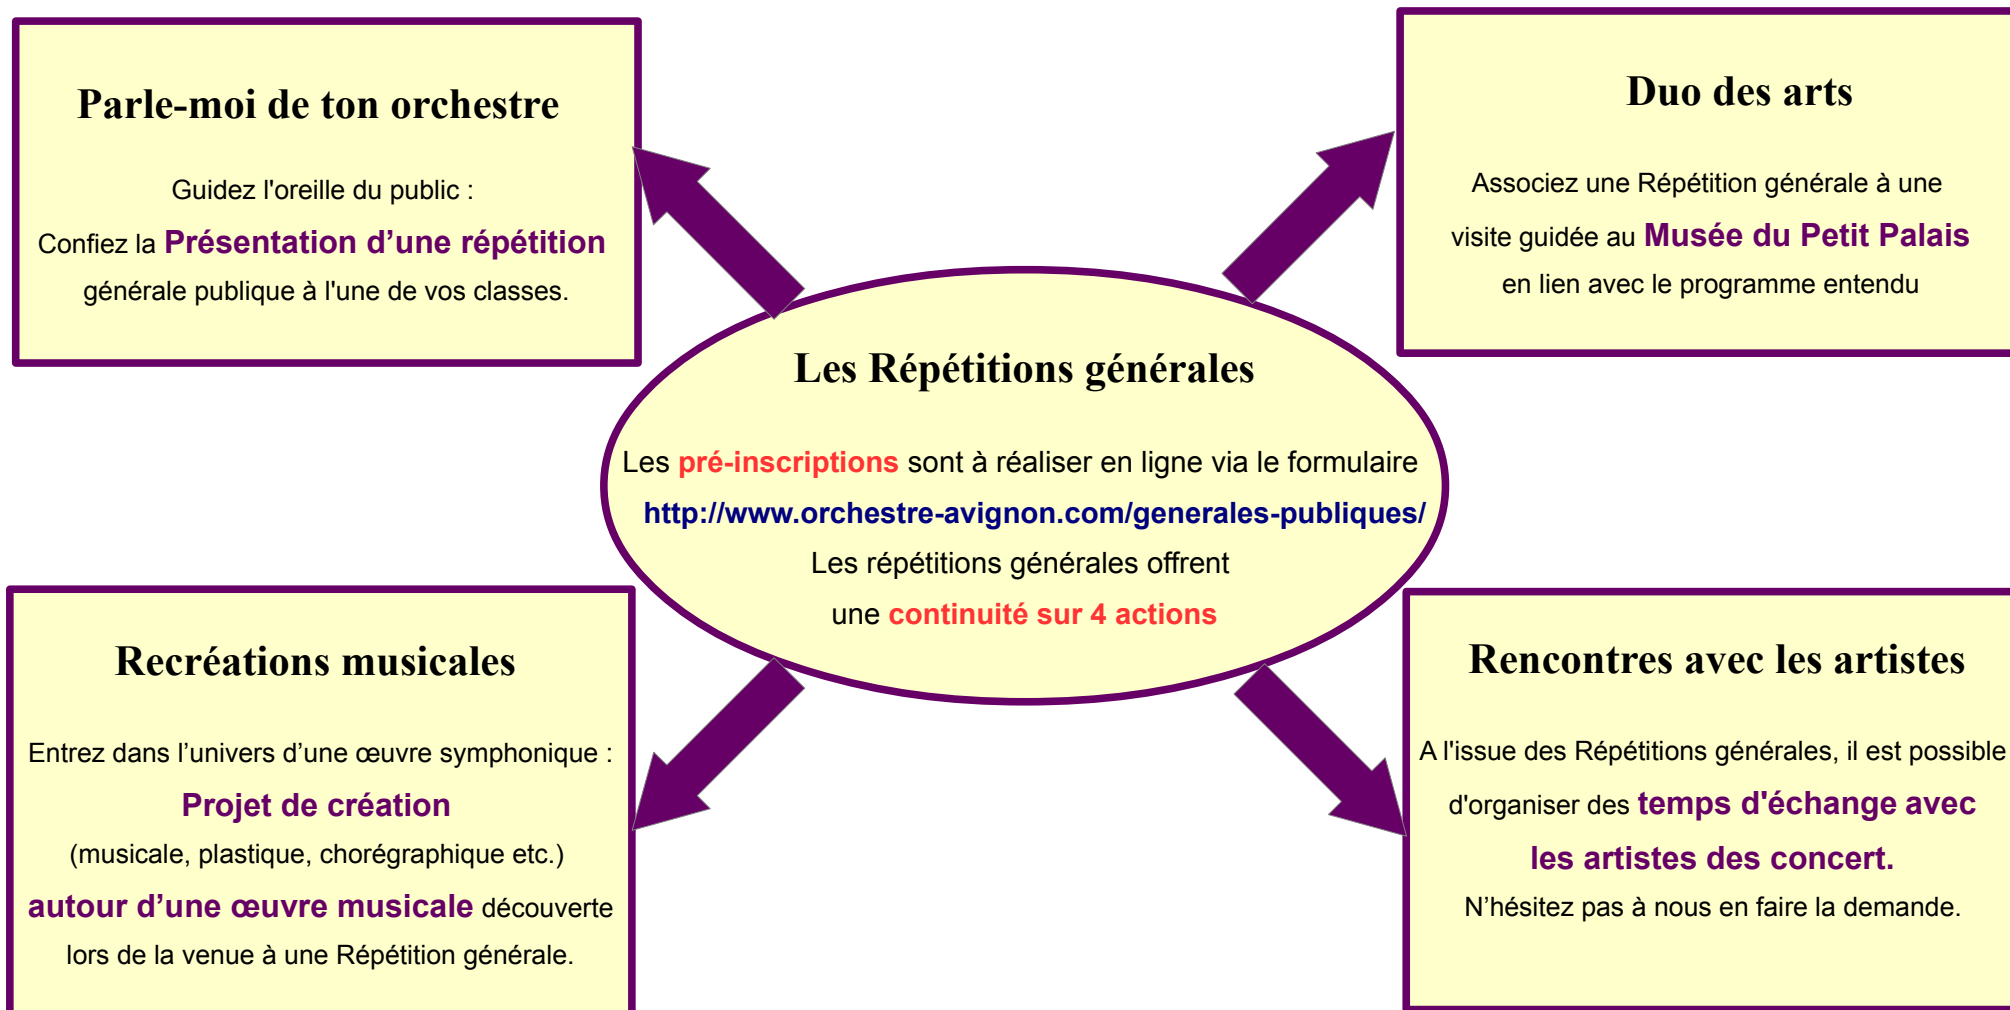 Parle-moi de ton orchestre
Guidez l'oreille du public :
Confiez la Présentation d’une répétition
générale publique à l'une de vos classes.
Duo des arts
Associez une Répétition générale à une
visite guidée au Musée du Petit Palais
en lien avec le programme entendu
Les Répétitions générales
Les pré-inscriptions sont à réaliser en ligne via le formulaire
http://www.orchestre-avignon.com/generales-publiques/
Les répétitions générales offrent
une continuité sur 4 actions
Recréations musicales
Entrez dans l’univers d’une œuvre symphonique :
Projet de création
(musicale, plastique, chorégraphique etc.)
autour d’une œuvre musicale découverte
lors de la venue à une Répétition générale.
Rencontres avec les artistes
A l'issue des Répétitions générales, il est possible
d'organiser des temps d'échange avec
les artistes des concert.
N’hésitez pas à nous en faire la demande.